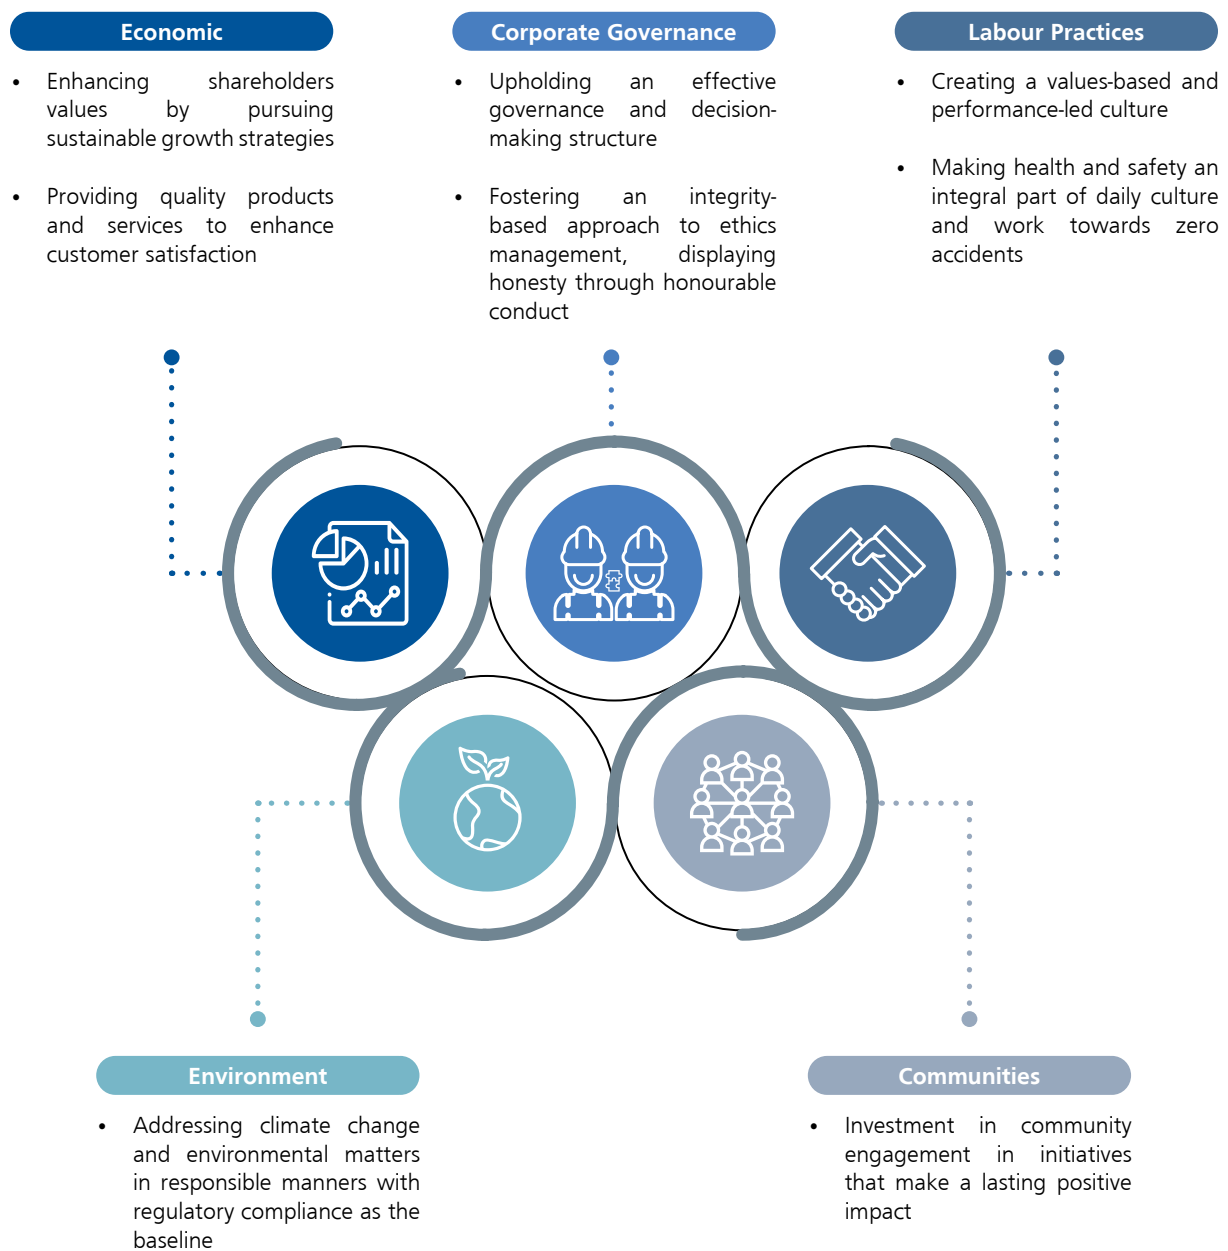 Economic
• Enhancing shareholders
values by pursuing
sustainable growth strategies
• Providing quality products
and services to enhance
customer satisfaction
Corporate Governance
• Upholding an effective
governance and decision-
making structure
• Fostering an integrity-
based approach to ethics
management, displaying
honesty through honourable
conduct
Labour Practices
• Creating a values-based and
performance-led culture
• Making health and safety an
integral part of daily culture
and work towards zero
accidents
Environment
• Addressing climate change
and environmental matters
in responsible manners with
regulatory compliance as the
baseline
Communities
• Investment in community
engagement in initiatives
that make a lasting positive
impact